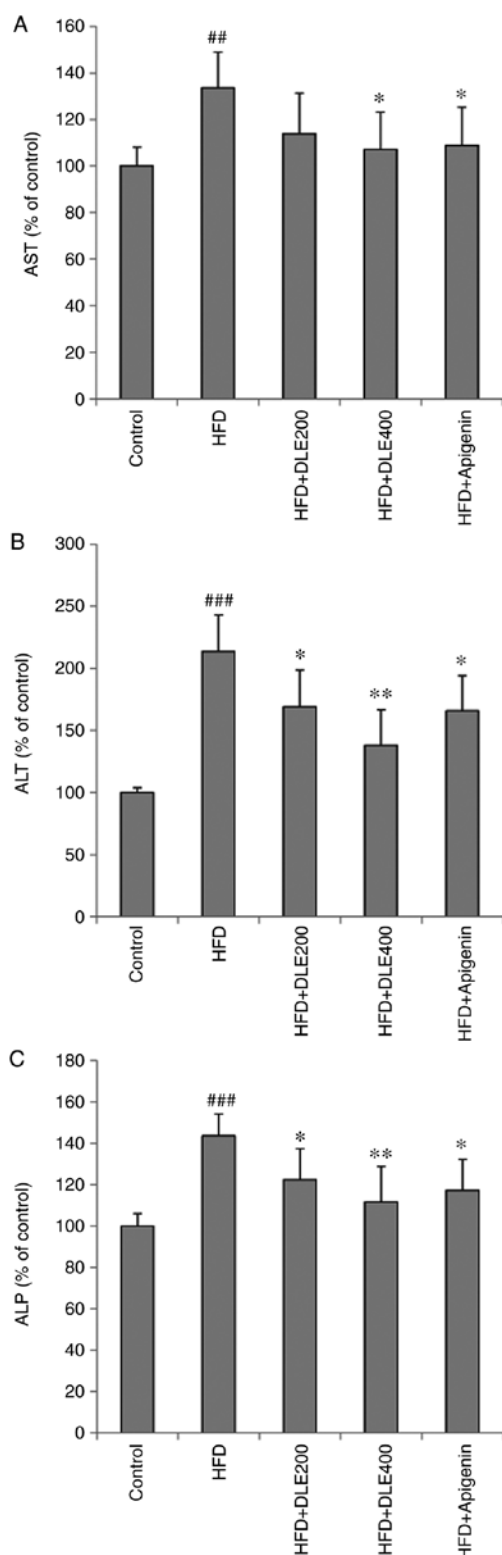 A
AST (% of control)
160
140
120
100
80
60
40
20
0
##
*
*
Control
HFD
HFD+DLE200
HFD+DLE400
HFD+Apigenin
B
ALT (% of control)
300
250
200
150
100
50
0
###
*
**
*
Control
HFD
HFD+DLE200
HFD+DLE400
HFD+Apigenin
C
ALP (% of control)
180
160
140
120
100
80
60
40
20
0
###
*
**
*
Control
HFD
HFD+DLE200
HFD+DLE400
HFD+Apigenin